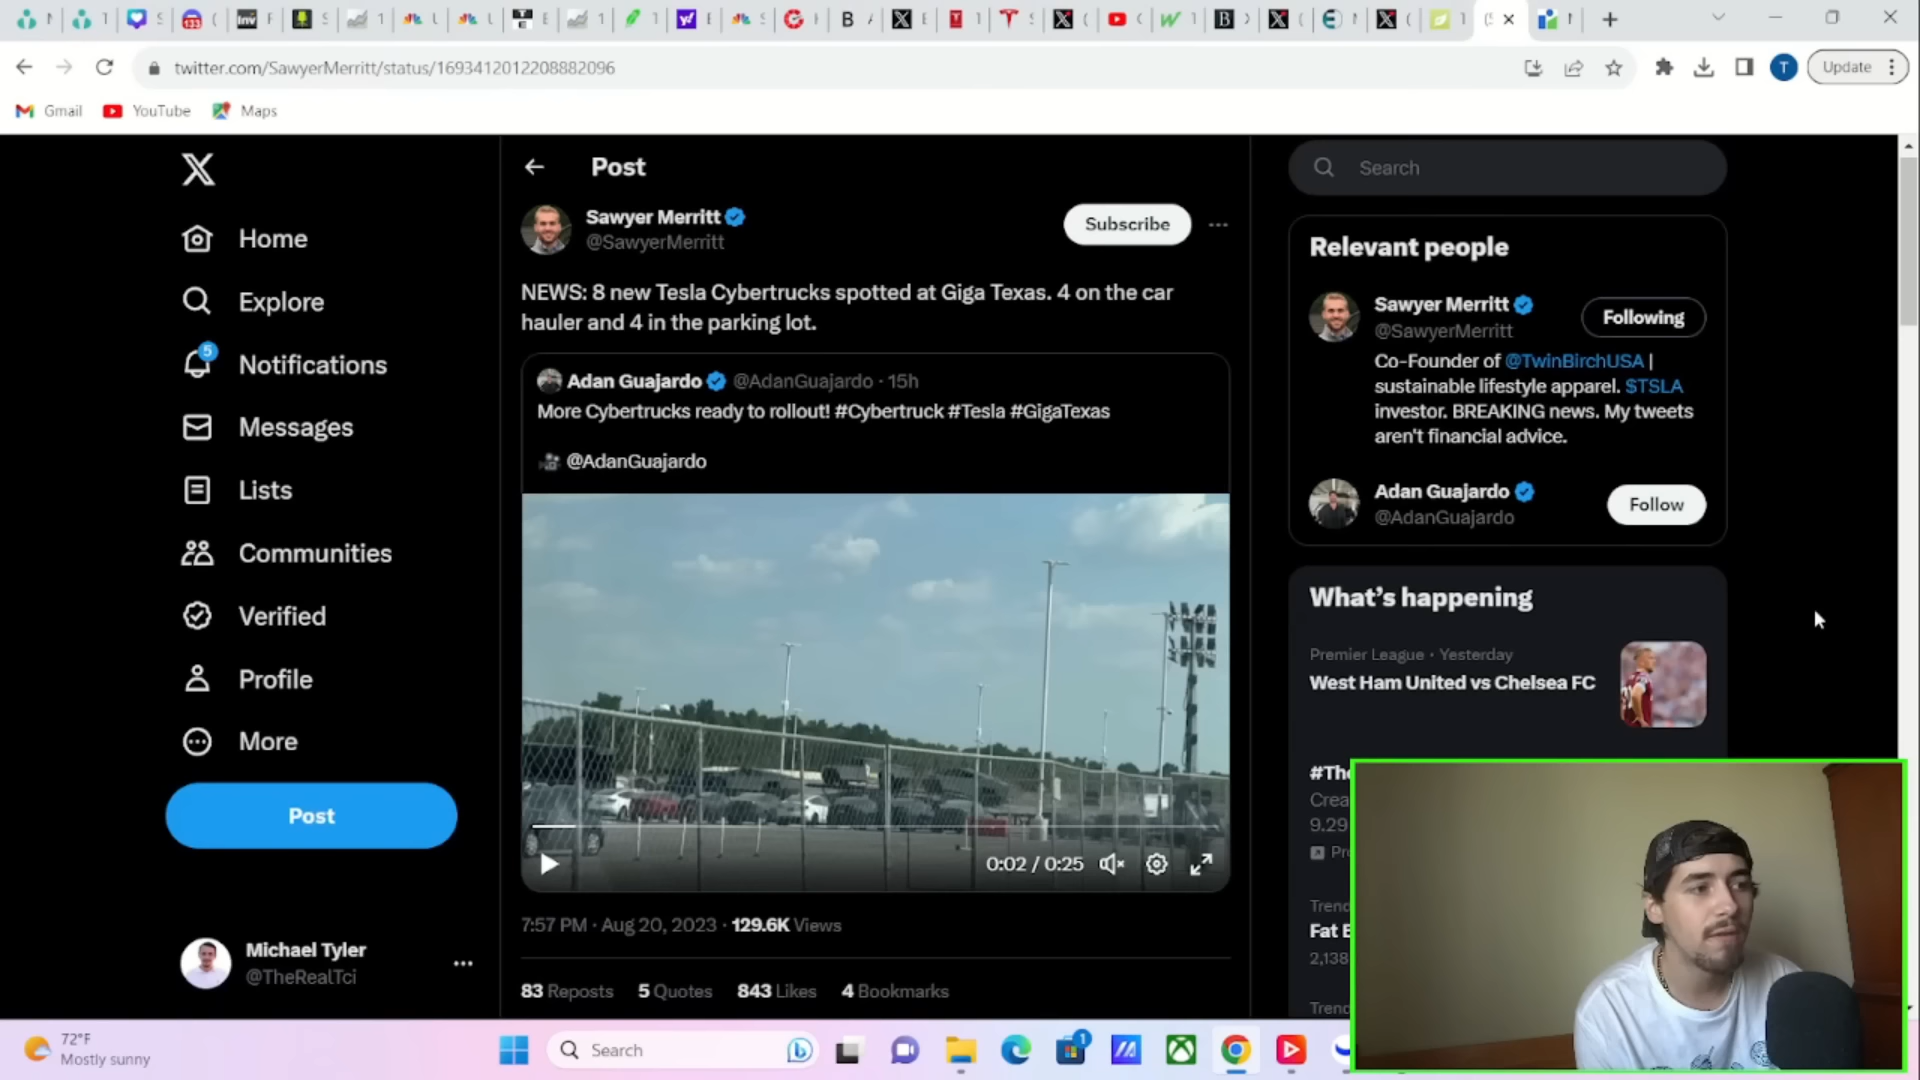 twitter.com/SawyerMerritt/status/1693412012208882096
Update
Gmail
YouTube
Maps
Home
Explore
5
Notifications
Messages
Lists
Communities
Verified
Profile
More
Post
Michael Tyler
@TheRealTci
Post
Sawyer Merritt
@SawyerMerritt
Subscribe
NEWS: 8 new Tesla Cybertrucks spotted at Giga Texas. 4 on the car
hauler and 4 in the parking lot.
Adan Guajardo @AdanGuajardo · 15h
More Cybertrucks ready to rollout! #Cybertruck #Tesla #GigaTexas
@AdanGuajardo
0:02 / 0:25
7:57 PM · Aug 20, 2023 · 129.6K Views
83 Reposts 5 Quotes 843 Likes 4 Bookmarks
Search
Relevant people
Sawyer Merritt
@SawyerMerritt
Following
Co-Founder of @TwinBirchUSA |
sustainable lifestyle apparel. $TSLA
investor. BREAKING news. My tweets
aren't financial advice.
Adan Guajardo
@AdanGuajardo
Follow
What's happening
Premier League · Yesterday
West Ham United vs Chelsea FC
9.29
2,138
72°F
Mostly sunny
Search
1